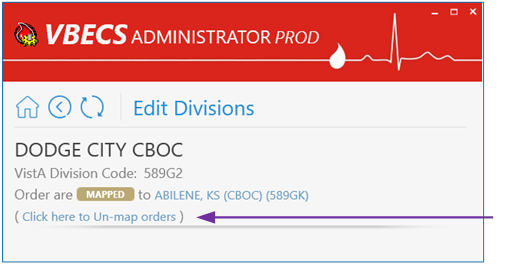 VBECS ADMINISTRATOR PROD
Edit Divisions
DODGE CITY CBOC
VistA Division Code: 589G2
Order are MAPPED to ABILENE, KS (CBOC) (589GK)
( Click here to Un-map orders )